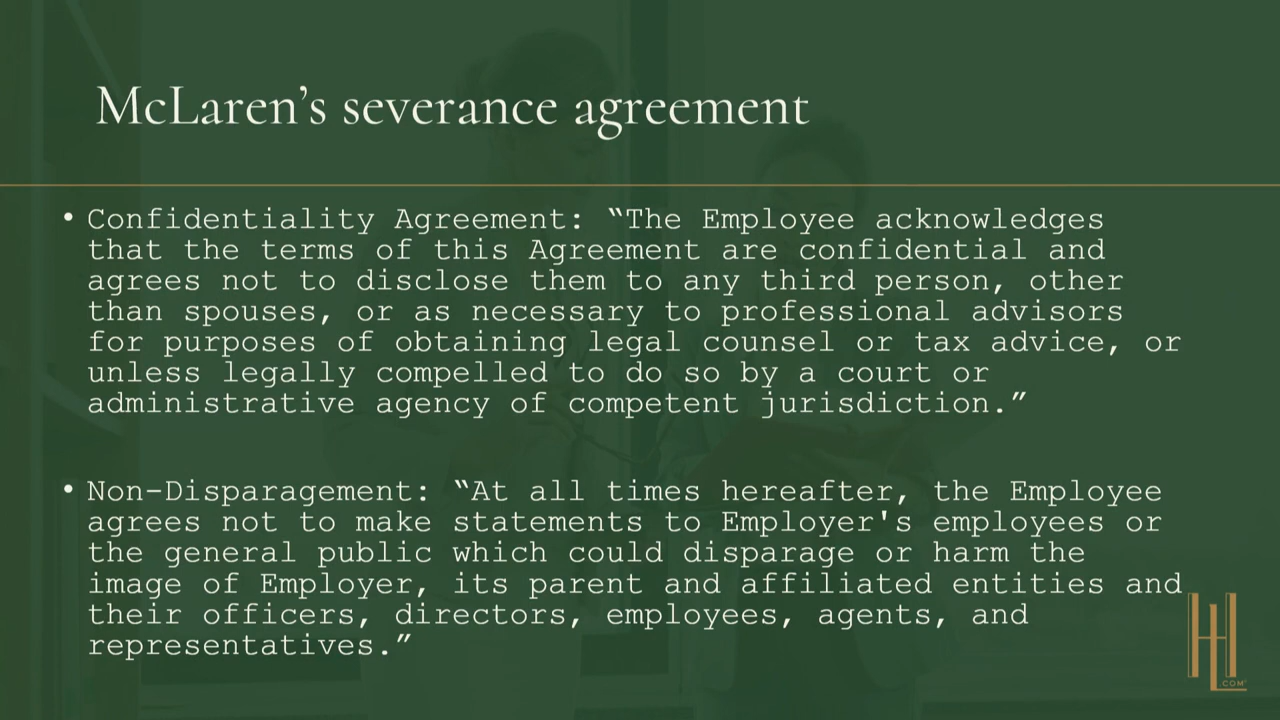 McLaren’s severance agreement
• Confidentiality Agreement: “The Employee acknowledges
that the terms of this Agreement are confidential and
agrees not to disclose them to any third person, other
than spouses, or as necessary to professional advisors
for purposes of obtaining legal counsel or tax advice, or
unless legally compelled to do so by a court or
administrative agency of competent jurisdiction.”
• Non-Disparagement: “At all times hereafter, the Employee
agrees not to make statements to Employer's employees or
the general public which could disparage or harm the
image of Employer, its parent and affiliated entities and
their officers, directors, employees, agents, and
representatives.”
HL
.COM